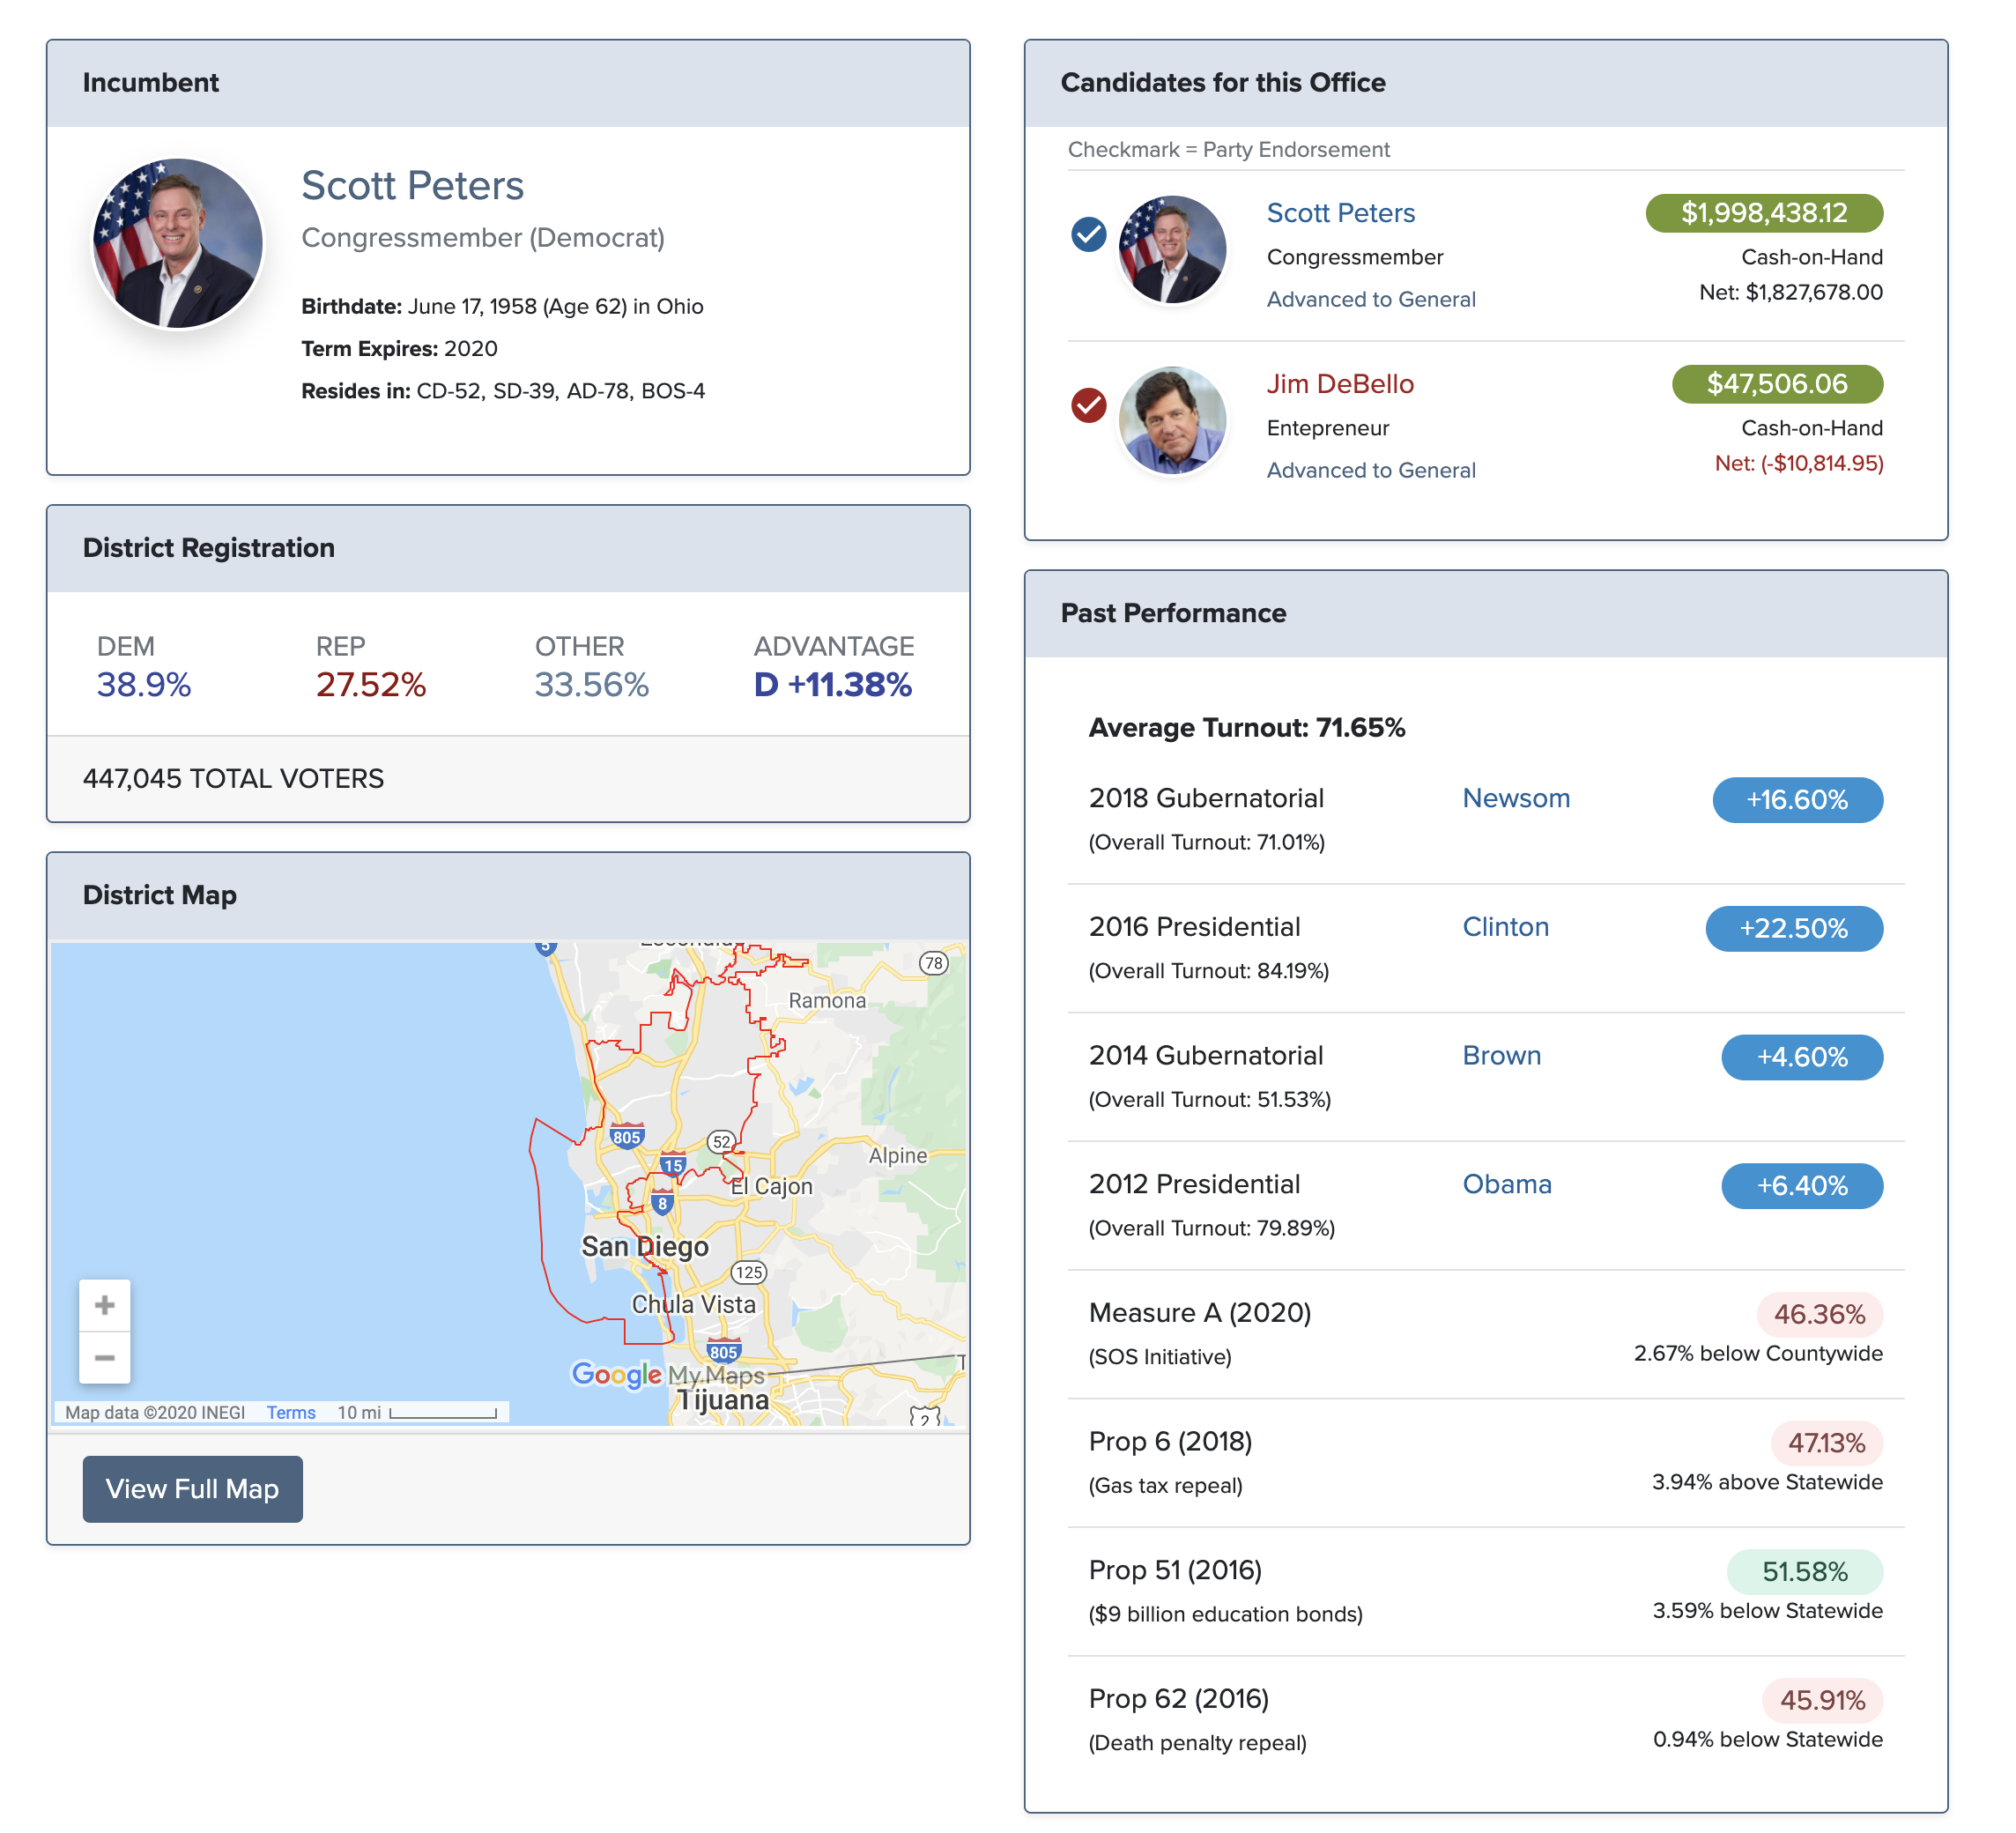 Incumbent
Scott Peters
Congressmember (Democrat)
Birthdate: June 17, 1958 (Age 62) in Ohio
Term Expires: 2020
Resides in: CD-52, SD-39, AD-78, BOS-4
District Registration
DEM REP OTHER ADVANTAGE
38.9% 27.52% 33.56% D +11.38%
447,045 TOTAL VOTERS
District Map
5
78
Ramona
805
52
15
Alpine
El Cajon
8
San Diego
125
Chula Vista
805
Google My Maps
Tijuana
2
+
−
Map data ©2020 INEGI Terms 10 mi
View Full Map
Candidates for this Office
Checkmark = Party Endorsement
Scott Peters $1,998,438.12
Congressmember Cash-on-Hand
Advanced to General Net: $1,827,678.00
Jim DeBello $47,506.06
Entepreneur Cash-on-Hand
Advanced to General Net: (-$10,814.95)
Past Performance
Average Turnout: 71.65%
2018 Gubernatorial Newsom +16.60%
(Overall Turnout: 71.01%)
2016 Presidential Clinton +22.50%
(Overall Turnout: 84.19%)
2014 Gubernatorial Brown +4.60%
(Overall Turnout: 51.53%)
2012 Presidential Obama +6.40%
(Overall Turnout: 79.89%)
Measure A (2020) 46.36%
(SOS Initiative) 2.67% below Countywide
Prop 6 (2018) 47.13%
(Gas tax repeal) 3.94% above Statewide
Prop 51 (2016) 51.58%
($9 billion education bonds) 3.59% below Statewide
Prop 62 (2016) 45.91%
(Death penalty repeal) 0.94% below Statewide